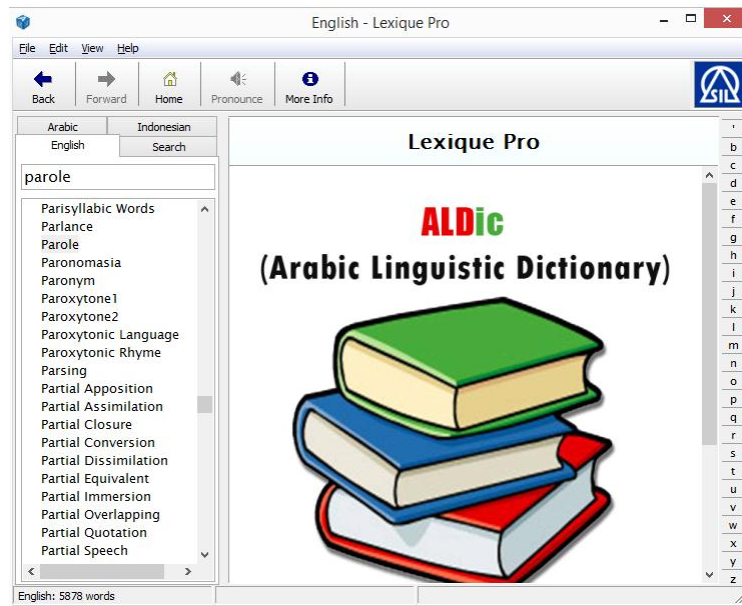 English - Lexique Pro
File Edit View Help
Back Forward Home Pronounce More Info
SIL
Arabic Indonesian
English Search
parole
Parisyllabic Words
Parlance
Parole
Paronomasia
Paronym
Paroxytone1
Paroxytone2
Paroxytonic Language
Paroxytonic Rhyme
Parsing
Partial Apposition
Partial Assimilation
Partial Closure
Partial Conversion
Partial Dissimilation
Partial Equivalent
Partial Immersion
Partial Overlapping
Partial Quotation
Partial Speech
English: 5878 words
Lexique Pro
ALDic
(Arabic Linguistic Dictionary)
'
b
c
d
e
f
g
h
i
j
k
l
m
n
o
p
q
r
s
t
u
v
w
x
y
z